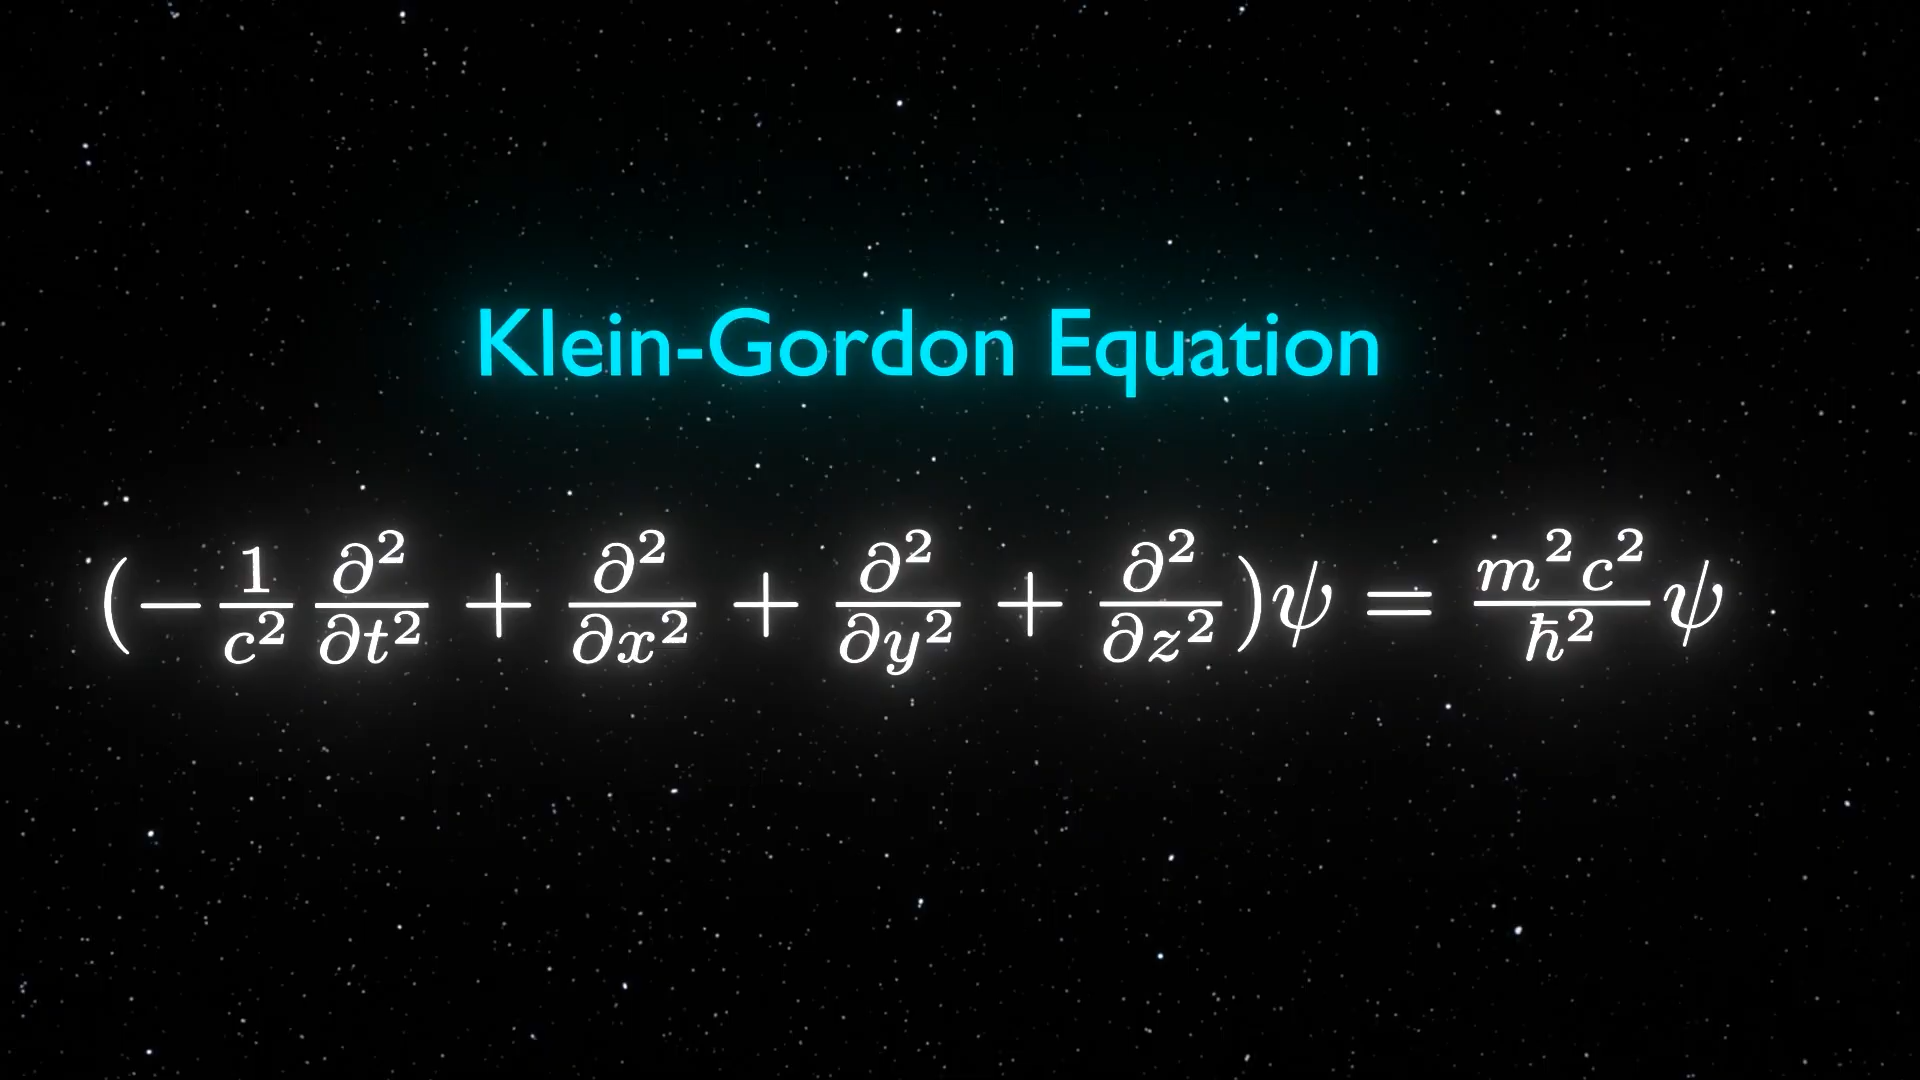 Klein-Gordon Equation
(−1/c² ∂²/∂t² + ∂²/∂x² + ∂²/∂y² + ∂²/∂z²)ψ = m²c²/ħ² ψ